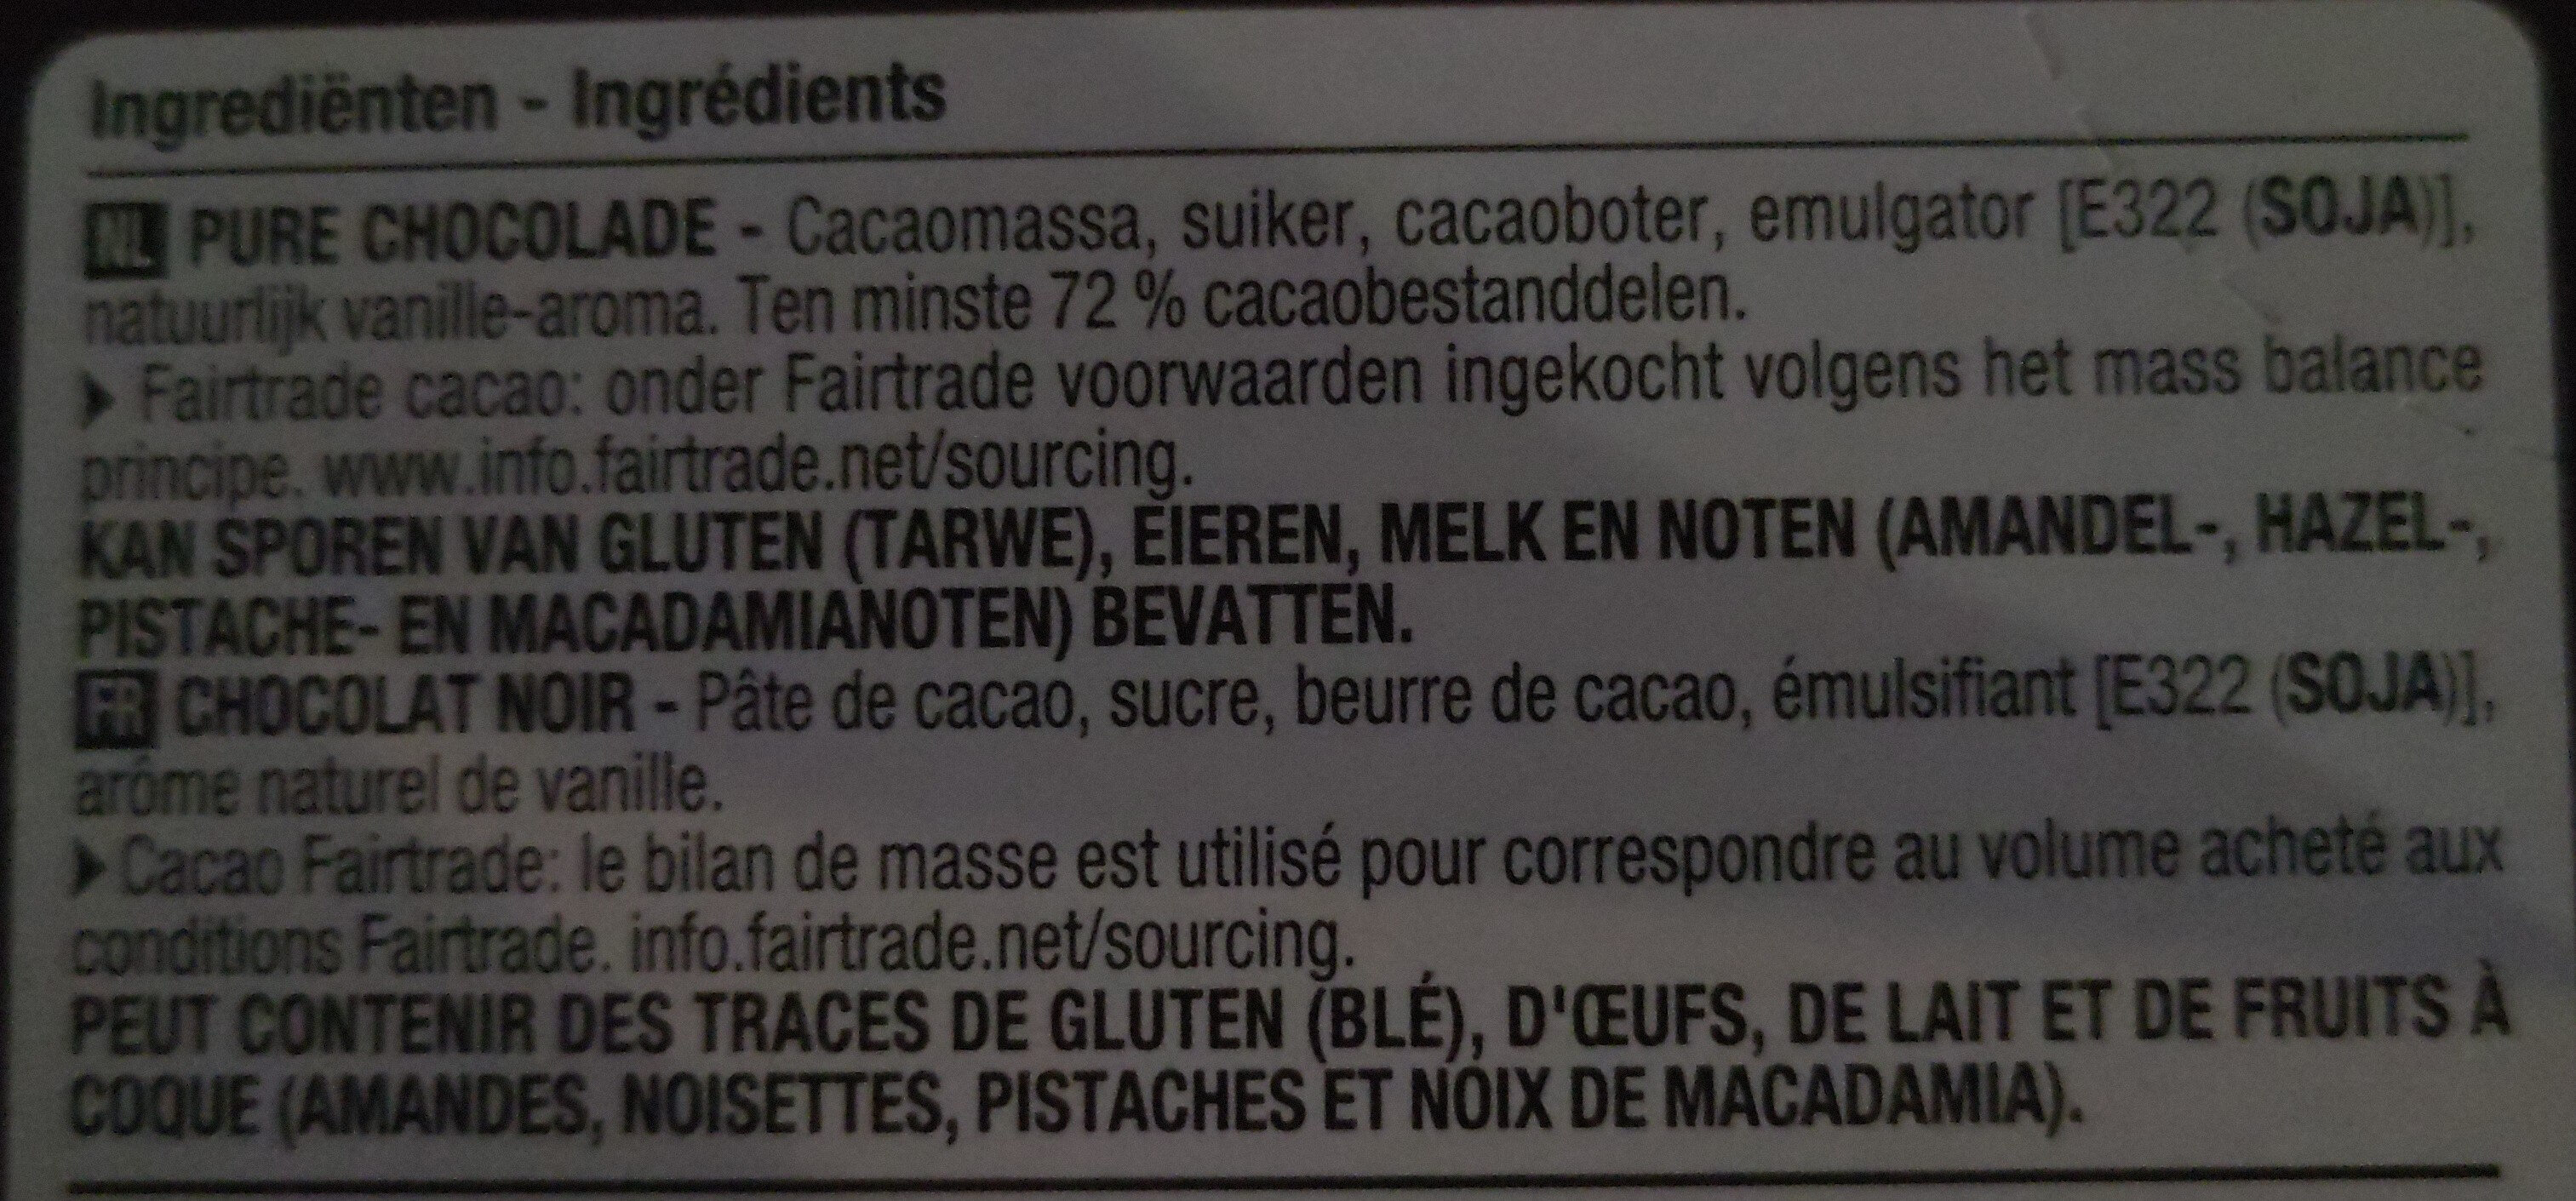 Ingrediënten - Ingrédients
NL PURE CHOCOLADE - Cacaomassa, suiker, cacaoboter, emulgator [E322 (SOJA)],
natuurlijk vanille-aroma. Ten minste 72 % cacaobestanddelen.
▶ Fairtrade cacao: onder Fairtrade voorwaarden ingekocht volgens het mass balance
principe. www.info.fairtrade.net/sourcing.
KAN SPOREN VAN GLUTEN (TARWE), EIEREN, MELK EN NOTEN (AMANDEL-, HAZEL-,
PISTACHE- EN MACADAMIANOTEN) BEVATTEN.
FR CHOCOLAT NOIR - Pâte de cacao, sucre, beurre de cacao, émulsifiant [E322 (SOJA)],
arôme naturel de vanille.
▶ Cacao Fairtrade: le bilan de masse est utilisé pour correspondre au volume acheté aux
conditions Fairtrade. info.fairtrade.net/sourcing.
PEUT CONTENIR DES TRACES DE GLUTEN (BLÉ), D'ŒUFS, DE LAIT ET DE FRUITS À
COQUE (AMANDES, NOISETTES, PISTACHES ET NOIX DE MACADAMIA).